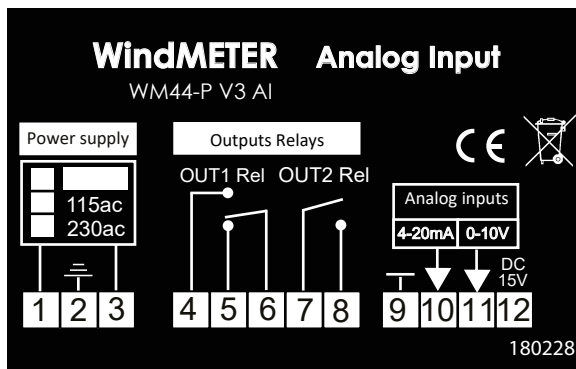 WindMETER Analog Input
WM44-P V3 AI
Power supply
Outputs Relays
CE
OUT1 Rel OUT2 Rel
115ac
230ac
Analog inputs
4-20mA 0-10V
DC
15V
1 2 3 4 5 6 7 8 9 10 11 12
180228